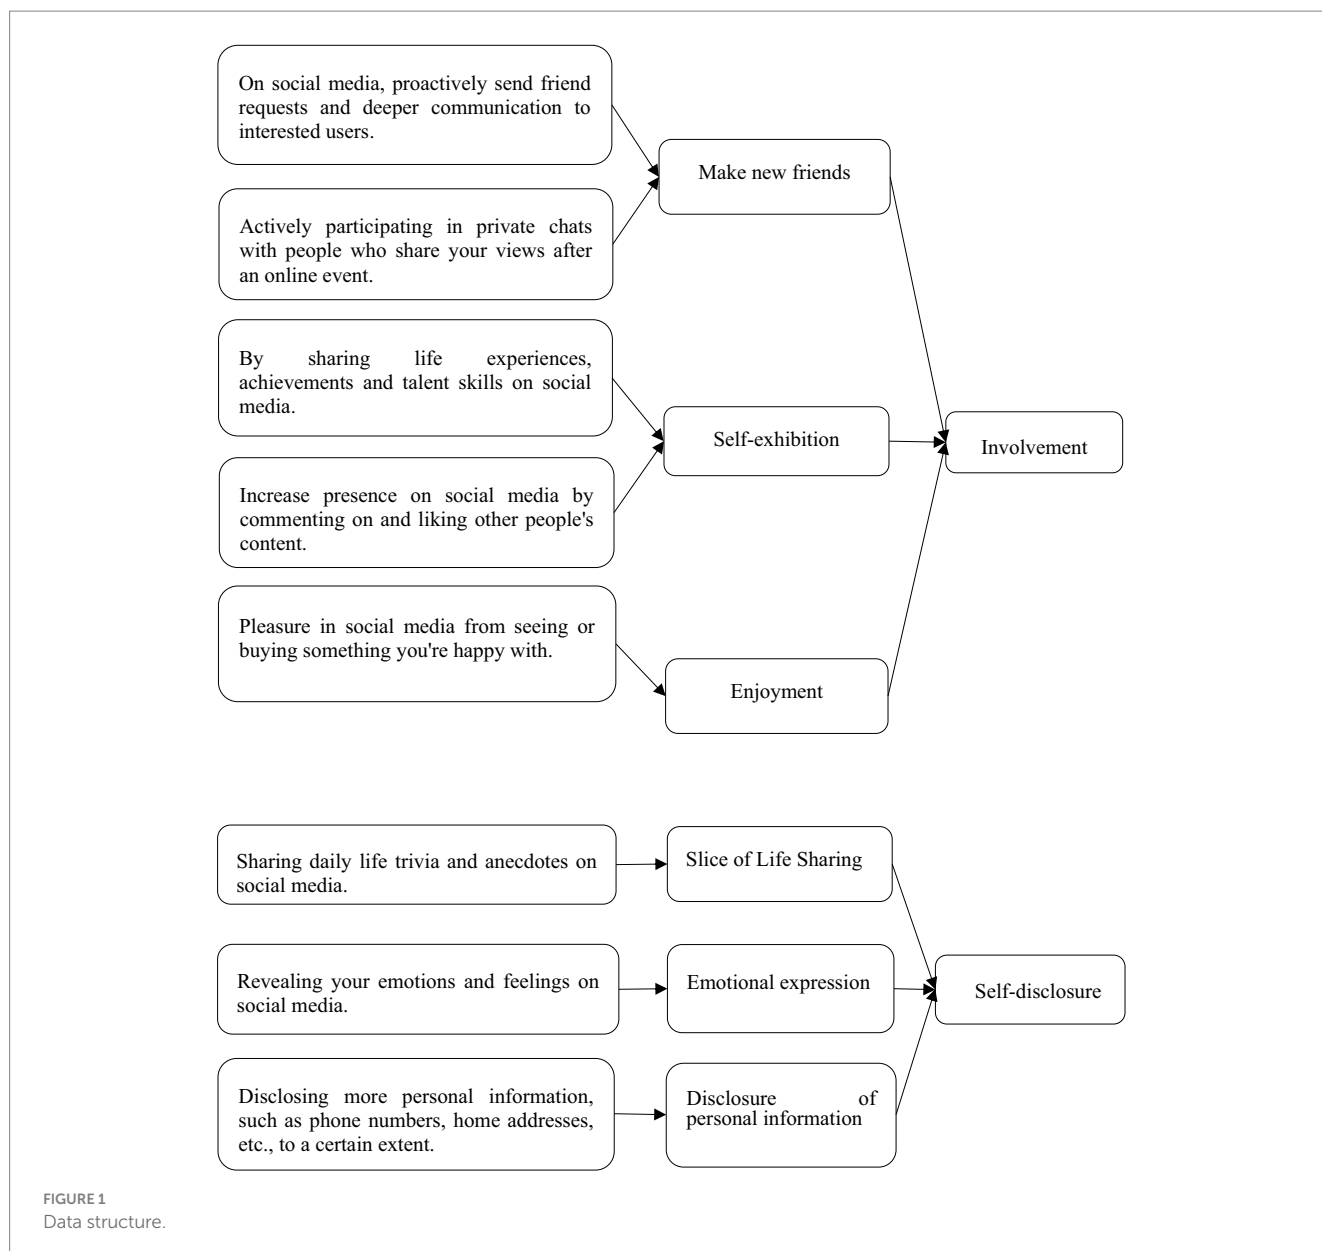 On social media, proactively send friend
requests and deeper communication to
interested users.
Make new friends
Actively participating in private chats
with people who share your views after
an online event.
By sharing life experiences,
achievements and talent skills on social
media.
Self-exhibition
Involvement
Increase presence on social media by
commenting on and liking other people's
content.
Pleasure in social media from seeing or
buying something you're happy with.
Enjoyment
Sharing daily life trivia and anecdotes on
social media.
Slice of Life Sharing
Revealing your emotions and feelings on
social media.
Emotional expression
Self-disclosure
Disclosing more personal information,
such as phone numbers, home addresses,
etc., to a certain extent.
Disclosure of
personal information
FIGURE 1
Data structure.